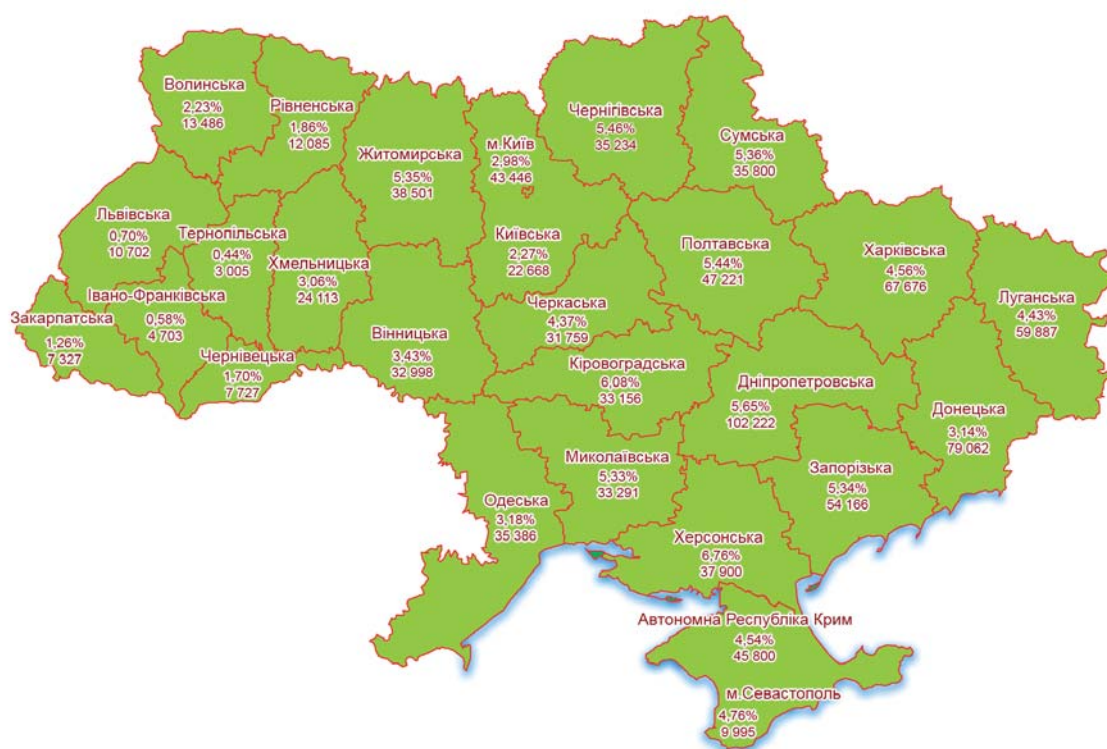 Волинська
2,23%
13 486
Рівненська
1,86%
12 085
Житомирська
5,35%
38 501
м.Київ
2,98%
43 446
Чернігівська
5,46%
35 234
Сумська
5,36%
35 800
Львівська
0,70%
10 702
Тернопільська
0,44%
3 005
Хмельницька
3,06%
24 113
Київська
2,27%
22 668
Полтавська
5,44%
47 221
Харківська
4,56%
67 676
Луганська
4,43%
59 887
Івано-Франківська
0,58%
4 703
Закарпатська
1,26%
7 327
Чернівецька
1,70%
7 727
Вінницька
3,43%
32 998
Черкаська
4,37%
31 759
Кіровоградська
6,08%
33 156
Дніпропетровська
5,65%
102 222
Донецька
3,14%
79 062
Миколаївська
5,33%
33 291
Запорізька
5,34%
54 166
Одеська
3,18%
35 386
Херсонська
6,76%
37 900
Автономна Республіка Крим
4,54%
45 800
м.Севастополь
4,76%
9 995